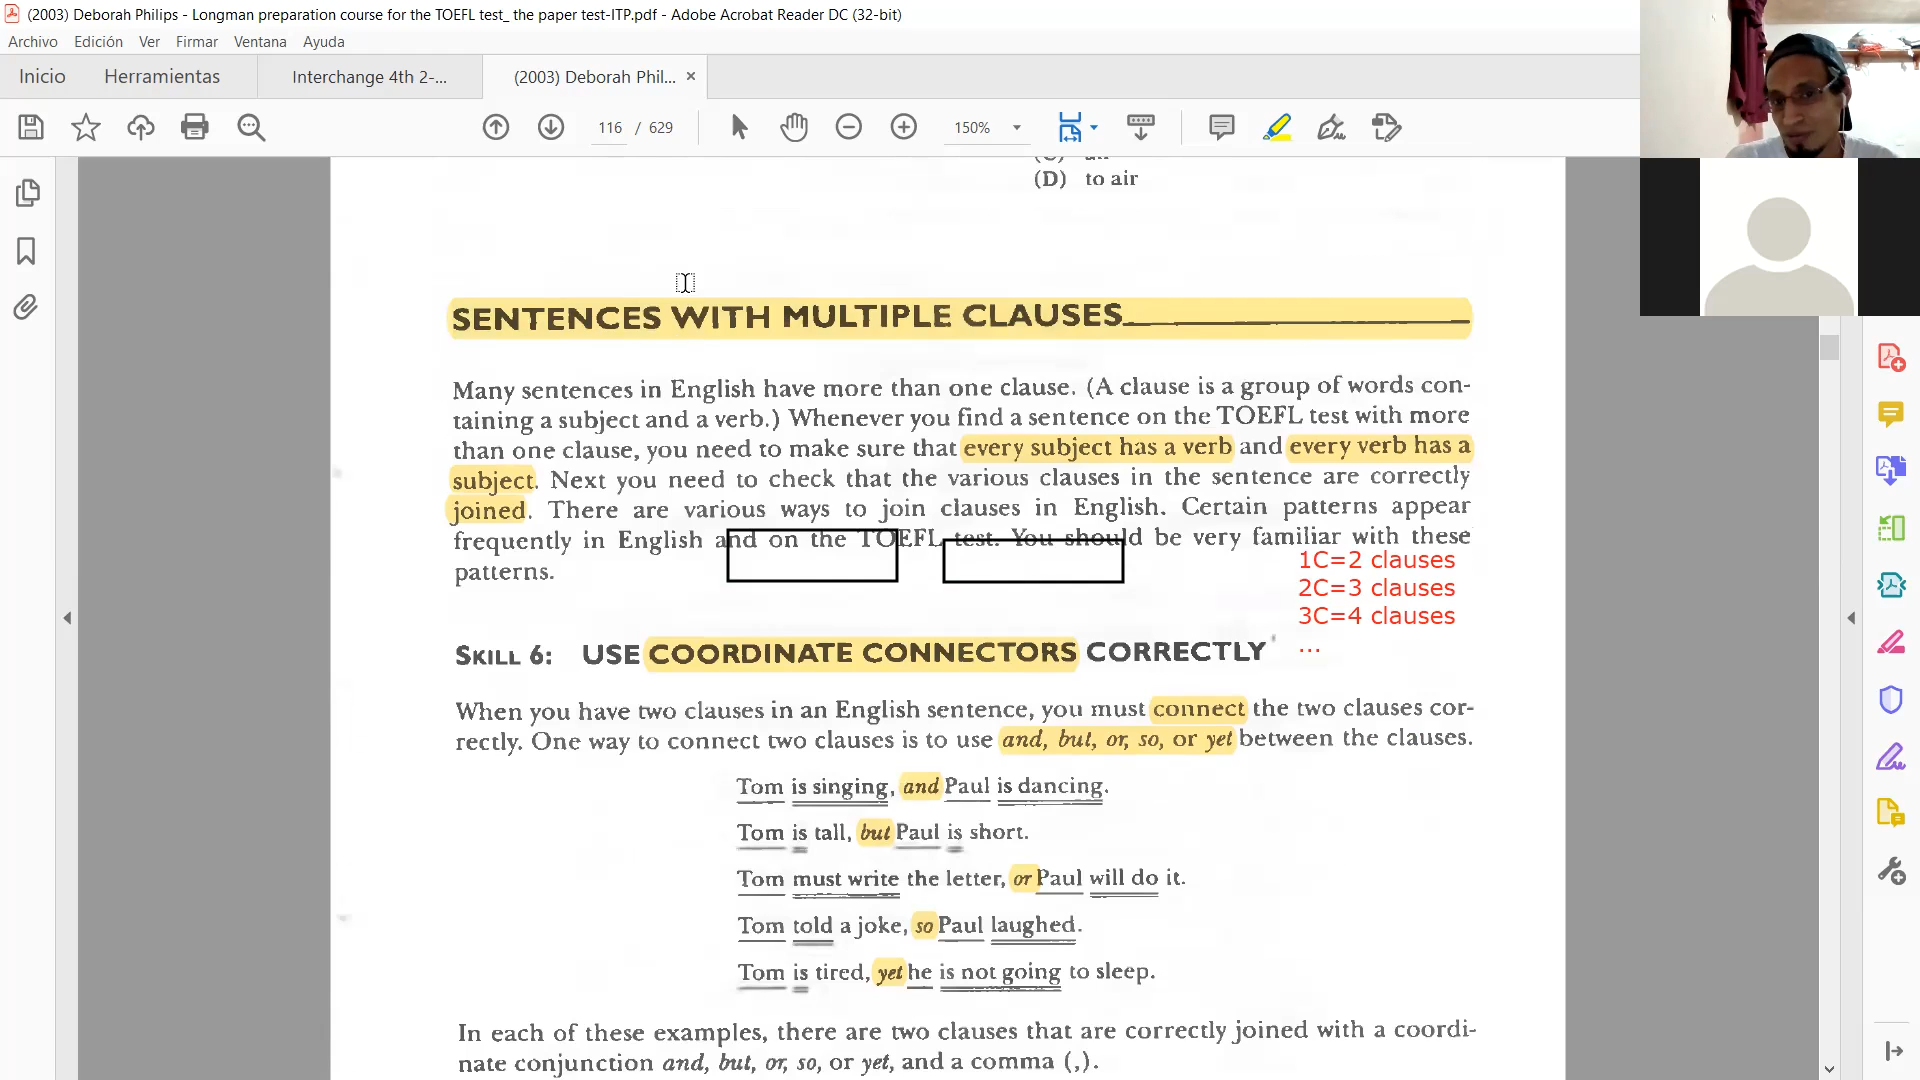 (2003) Deborah Philips - Longman preparation course for the TOEFL test_ the paper test-ITP.pdf - Adobe Acrobat Reader DC (32-bit)
Archivo Edición Ver Firmar Ventana Ayuda
Inicio Herramientas Interchange 4th 2-... (2003) Deborah Phil... ×
116 / 629 150%
(D) to air
SENTENCES WITH MULTIPLE CLAUSES
Many sentences in English have more than one clause. (A clause is a group of words con-
taining a subject and a verb.) Whenever you find a sentence on the TOEFL test with more
than one clause, you need to make sure that every subject has a verb and every verb has a
subject. Next you need to check that the various clauses in the sentence are correctly
joined. There are various ways to join clauses in English. Certain patterns appear
frequently in English and on the TOEFL test. You should be very familiar with these
patterns.
1C=2 clauses
2C=3 clauses
3C=4 clauses
...
SKILL 6: USE COORDINATE CONNECTORS CORRECTLY
When you have two clauses in an English sentence, you must connect the two clauses cor-
rectly. One way to connect two clauses is to use and, but, or, so, or yet between the clauses.
Tom is singing, and Paul is dancing.
Tom is tall, but Paul is short.
Tom must write the letter, or Paul will do it.
Tom told a joke, so Paul laughed.
Tom is tired, yet he is not going to sleep.
In each of these examples, there are two clauses that are correctly joined with a coordi-
nate conjunction and, but, or, so, or yet, and a comma (,).